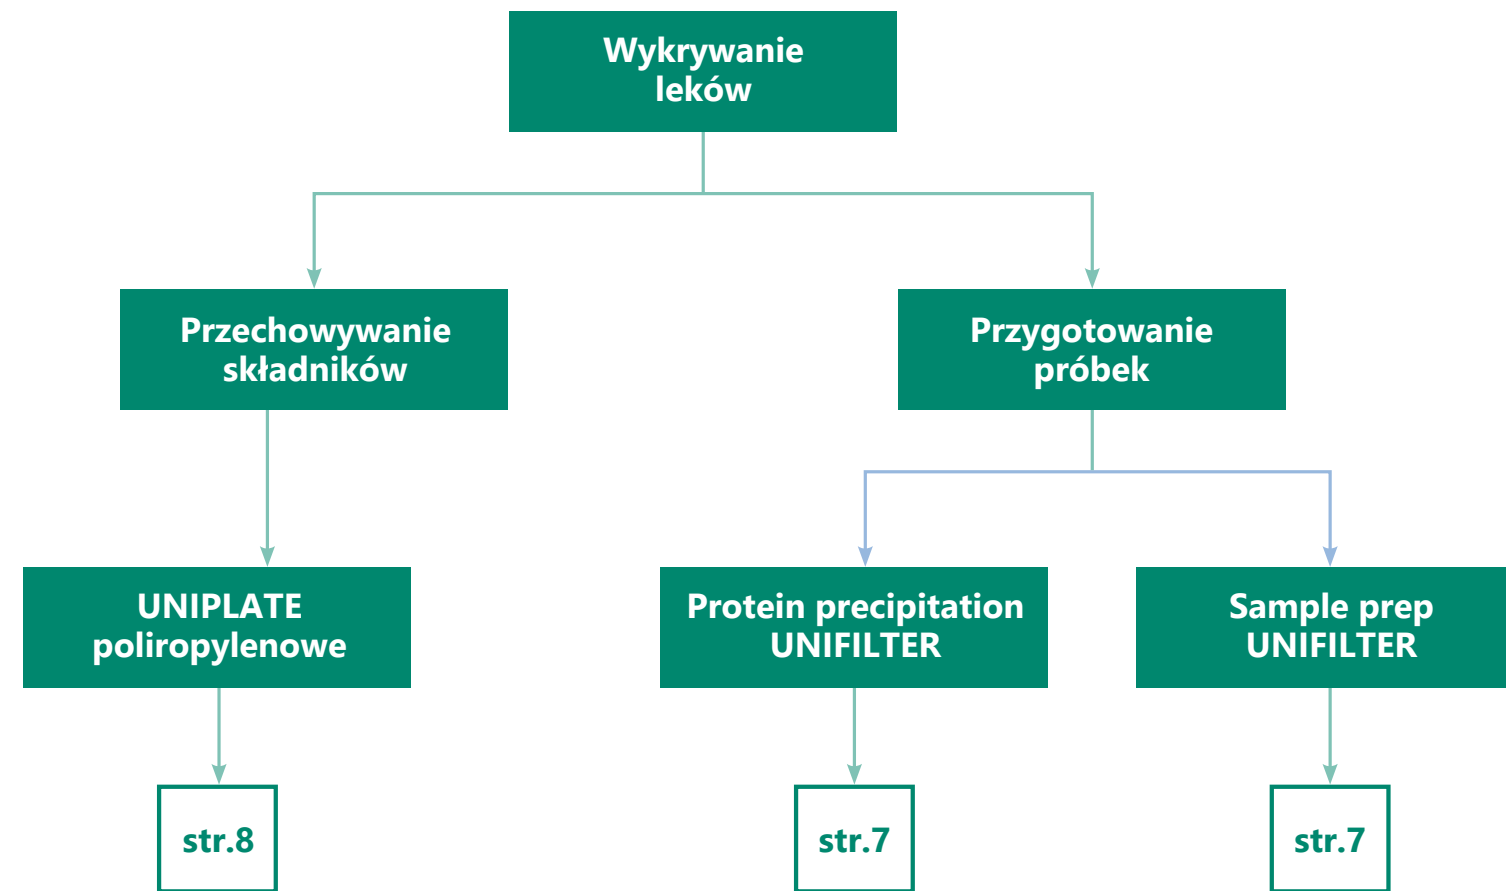 Wykrywanie
leków
Przechowywanie
składników
Przygotowanie
próbek
UNIPLATE
poliropylenowe
Protein precipitation
UNIFILTER
Sample prep
UNIFILTER
str.8
str.7
str.7